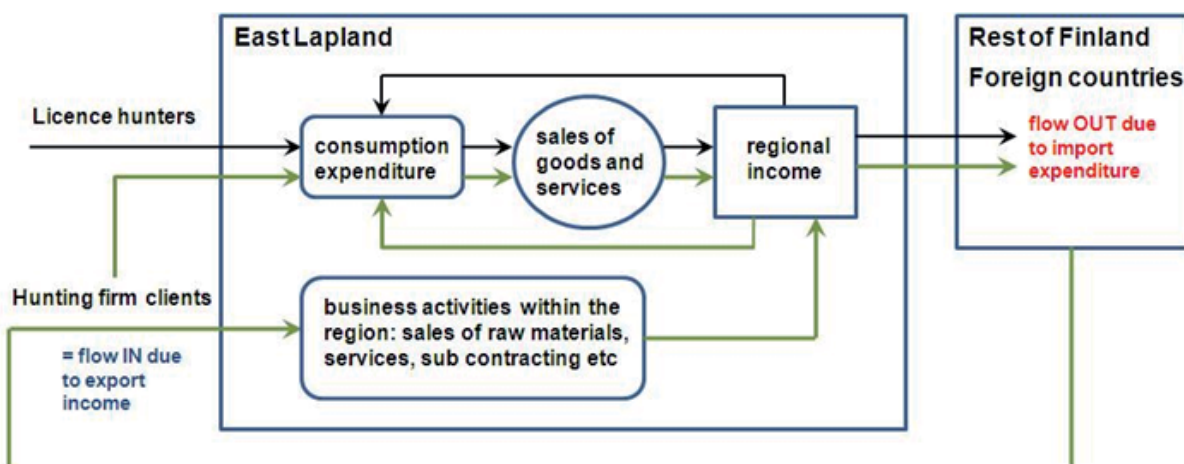 East Lapland
Rest of Finland
Foreign countries
Licence hunters
consumption
expenditure
sales of
goods and
services
regional
income
flow OUT due
to import
expenditure
Hunting firm clients
= flow IN due
to export
income
business activities within the
region: sales of raw materials,
services, sub contracting etc